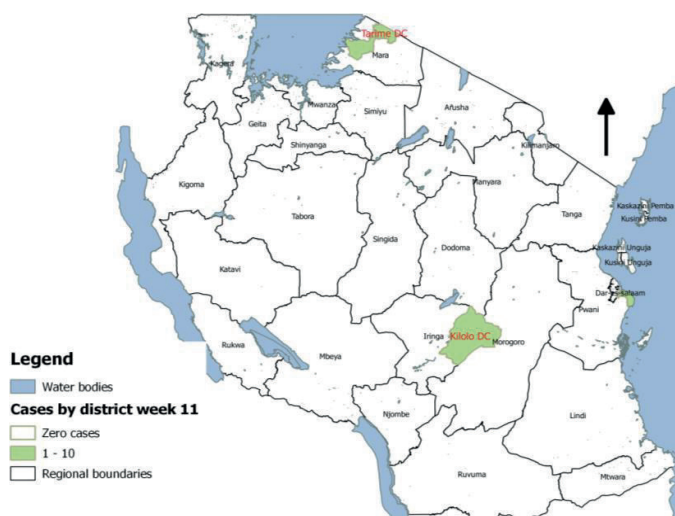 Tarime DC
Mara
Kagera
Mwanza
Simiyu
Arusha
Geita
Shinyanga
Kilimanjaro
Kigoma
Manyara
Tabora
Tanga
Kaskazini Pemba
Kusini Pemba
Singida
Dodoma
Kaskazini Unguja
Kusini Unguja
Katavi
Dar-es-salaam
Pwani
Iringa
Kilolo DC
Morogoro
Rukwa
Mbeya
Njombe
Lindi
Ruvuma
Mtwara
Legend
Water bodies
Cases by district week 11
Zero cases
1 - 10
Regional boundaries